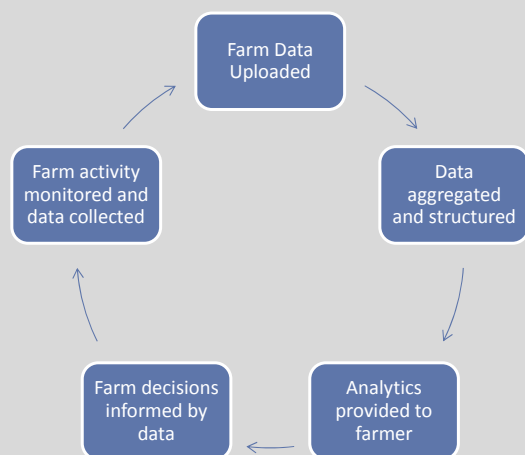 Farm Data
Uploaded
Data
aggregated
and structured
Analytics
provided to
farmer
Farm decisions
informed by
data
Farm activity
monitored and
data collected